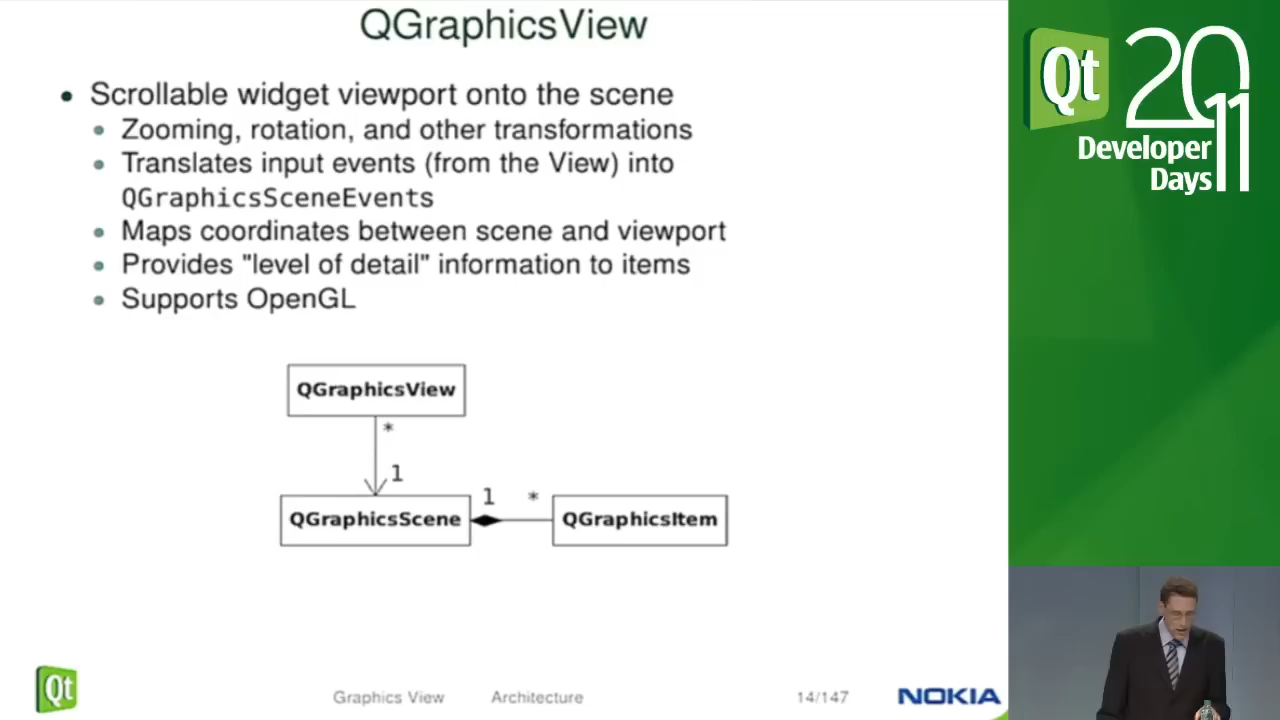 QGraphicsView
Scrollable widget viewport onto the scene
Zooming, rotation, and other transformations
Translates input events (from the View) into
QGraphicsSceneEvents
Maps coordinates between scene and viewport
Provides "level of detail" information to items
Supports OpenGL
QGraphicsView
*
1
QGraphicsScene
1 *
QGraphicsItem
Qt
Graphics View Architecture 14/147
NOKIA
Qt 2011
Developer
Days